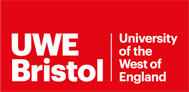 UWE
Bristol
University
of the
West of
England